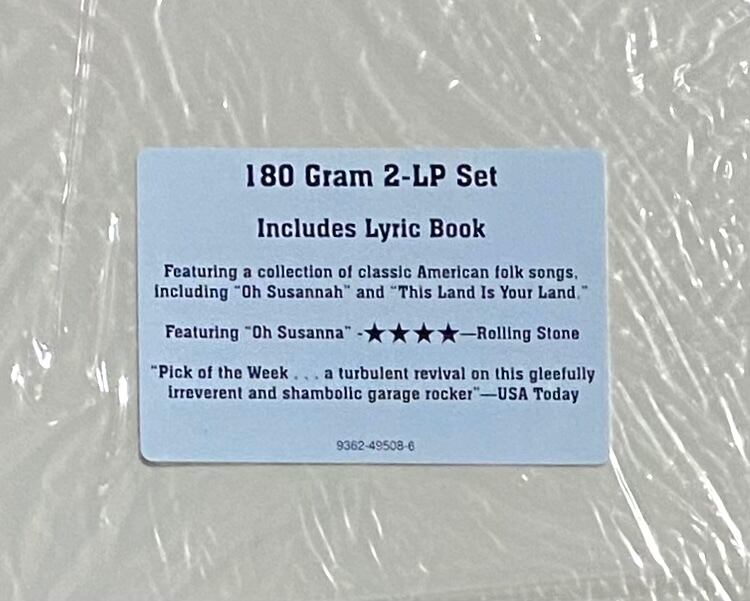 180 Gram 2-LP Set
Includes Lyric Book
Featuring a collection of classic American folk songs,
including "Oh Susannah" and "This Land Is Your Land."
Featuring "Oh Susanna" -★★★★—Rolling Stone
"Pick of the Week . . . a turbulent revival on this gleefully
irreverent and shambolic garage rocker"—USA Today
9362-49508-6